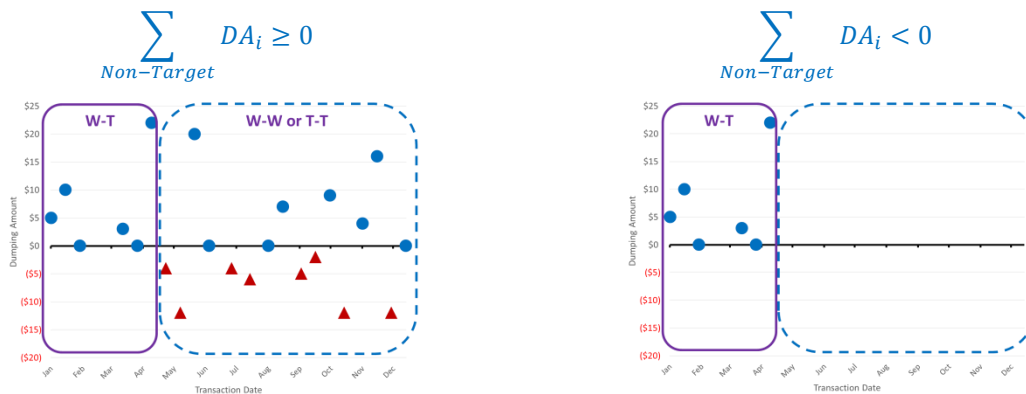 ∑ DA_i ≥ 0
Non−Target
$25
$20
$15
$10
$5
$0
($5)
($10)
($15)
($20)
Dumping Amount
W-T
W-W or T-T
Jan Feb Mar Apr May Jun Jul Aug Sep Oct Nov Dec
Transaction Date
∑ DA_i < 0
Non−Target
$25
$20
$15
$10
$5
$0
($5)
($10)
($15)
($20)
Dumping Amount
W-T
Jan Feb Mar Apr May Jun Jul Aug Sep Oct Nov Dec
Transaction Date